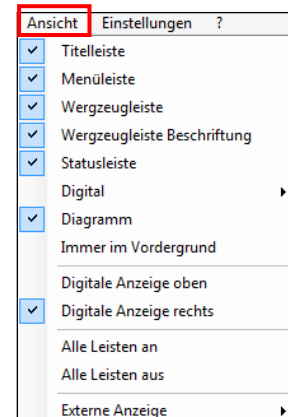 Ansicht Einstellungen ?
Titelleiste
Menüleiste
Wergzeugleiste
Wergzeugleiste Beschriftung
Statusleiste
Digital
Diagramm
Immer im Vordergrund
Digitale Anzeige oben
Digitale Anzeige rechts
Alle Leisten an
Alle Leisten aus
Externe Anzeige